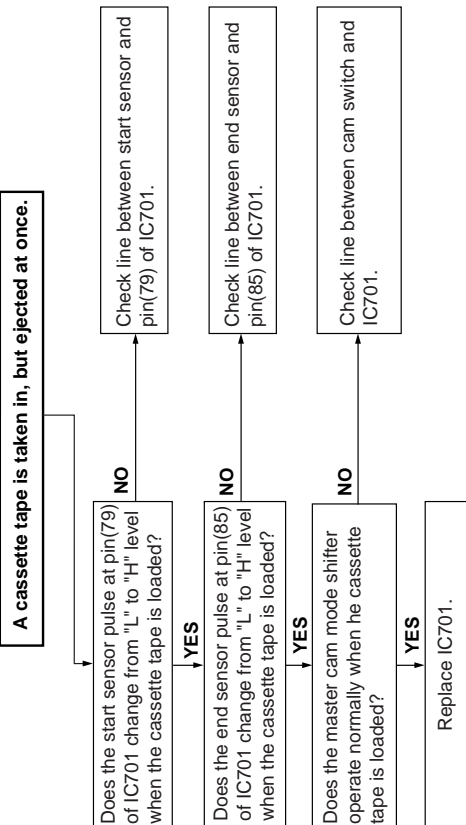 A cassette tape is taken in, but ejected at once.
Does the start sensor pulse at pin(79)
of IC701 change from "L" to "H" level
when the cassette tape is loaded?
NO
Check line between start sensor and
pin(79) of IC701.
YES
Does the end sensor pulse at pin(85)
of IC701 change from "L" to "H" level
when the cassette tape is loaded?
NO
Check line between end sensor and
pin(85) of IC701.
YES
Does the master cam mode shifter
operate normally when he cassette
tape is loaded?
NO
Check line between cam switch and
IC701.
YES
Replace IC701.